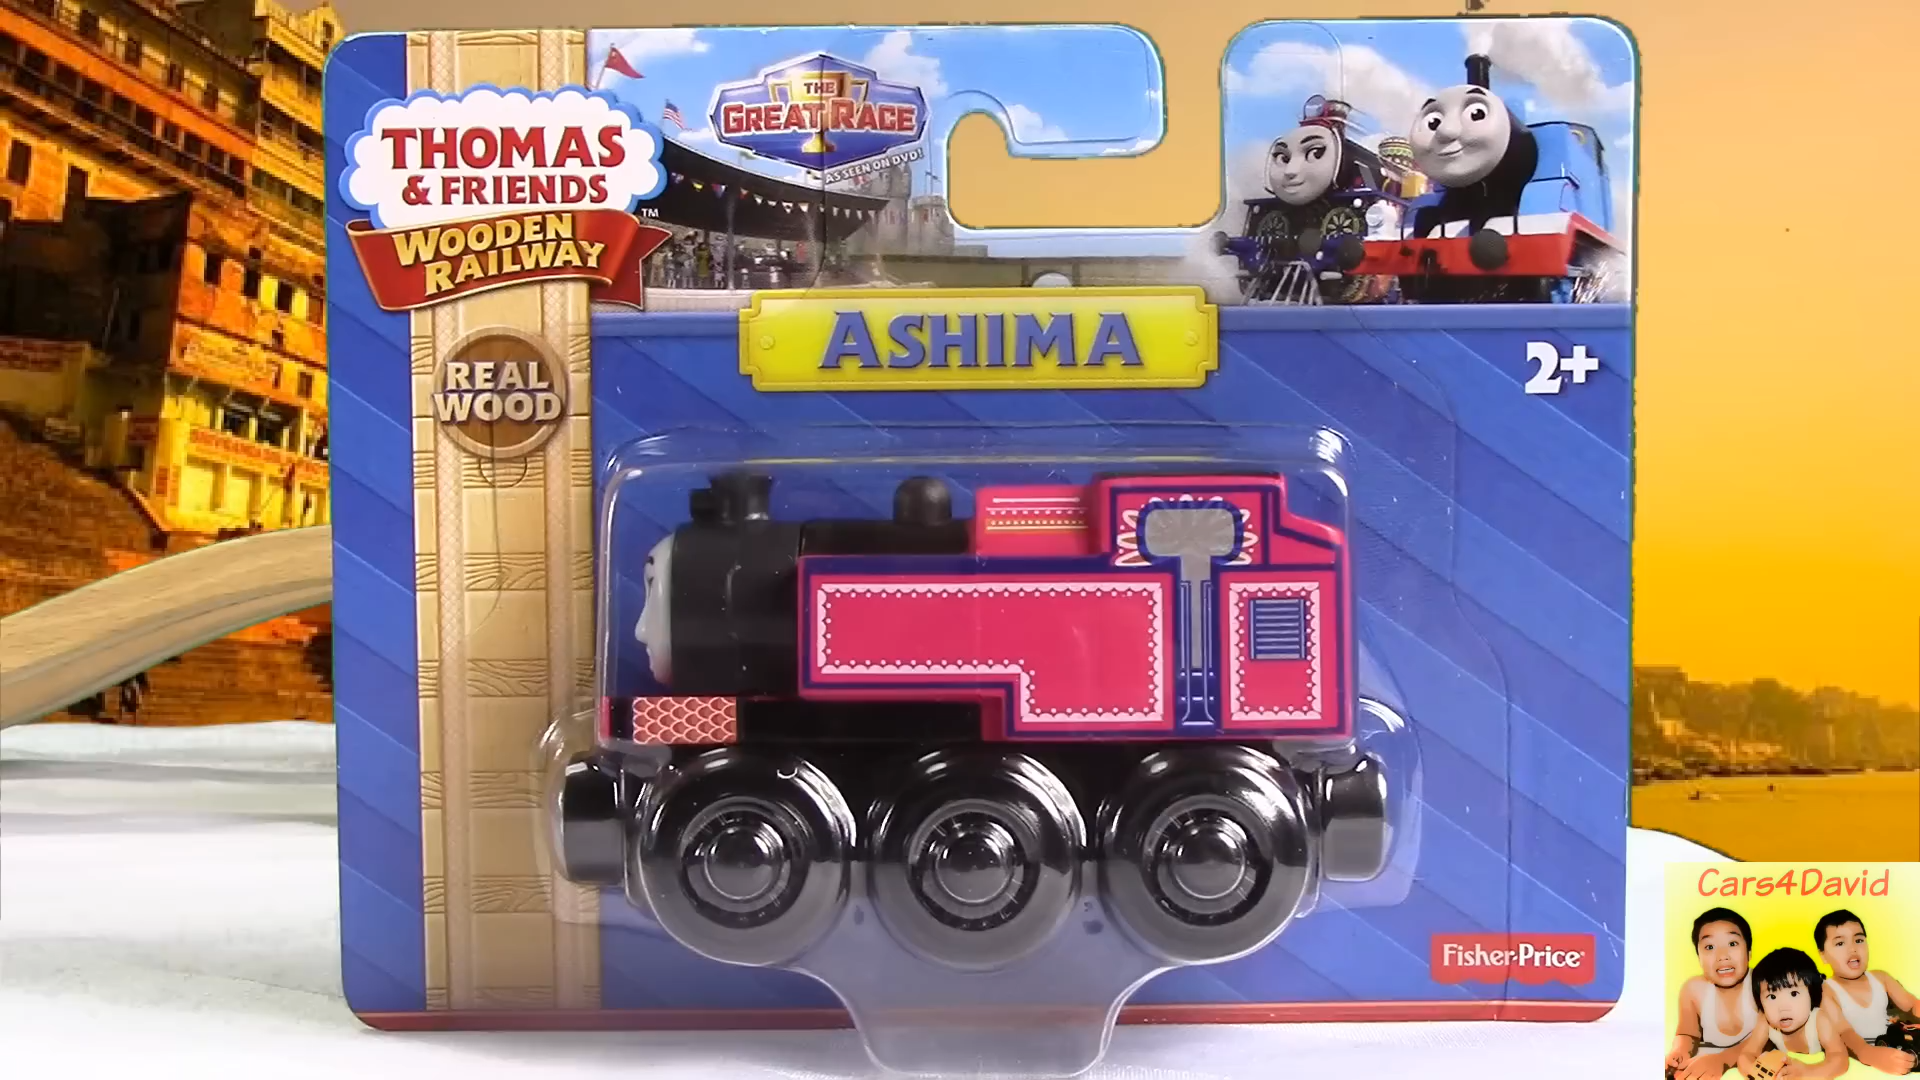 THE
GREAT RACE
AS SEEN ON DVD!
THOMAS
& FRIENDS
™
WOODEN
RAILWAY
ASHIMA
2+
REAL
WOOD
Fisher-Price
Cars4David